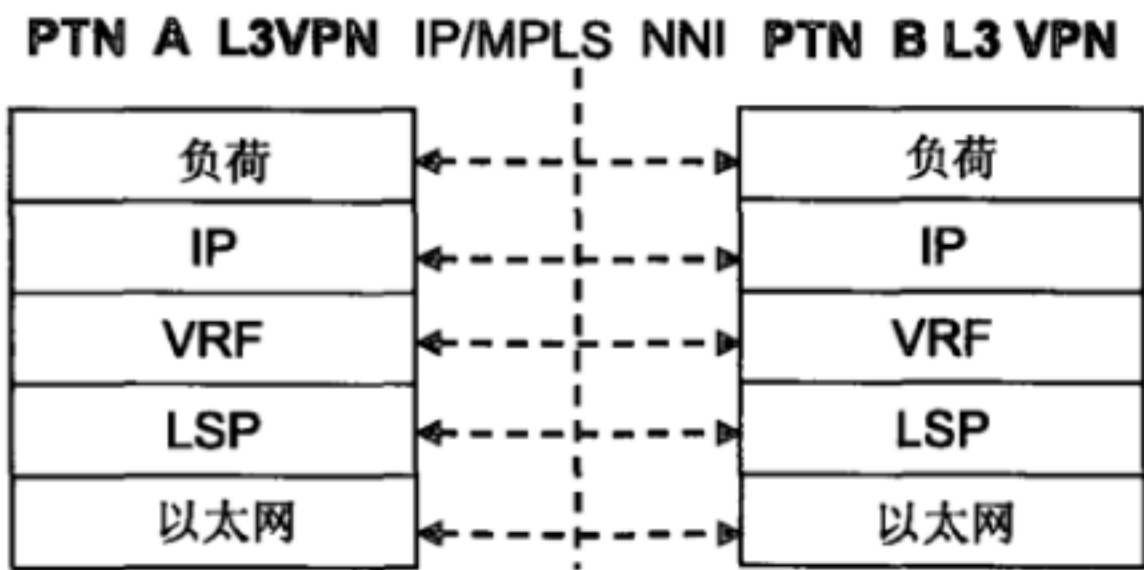 PTN A L3VPN IP/MPLS NNI PTN B L3 VPN
负荷 负荷
IP IP
VRF VRF
LSP LSP
以太网 以太网